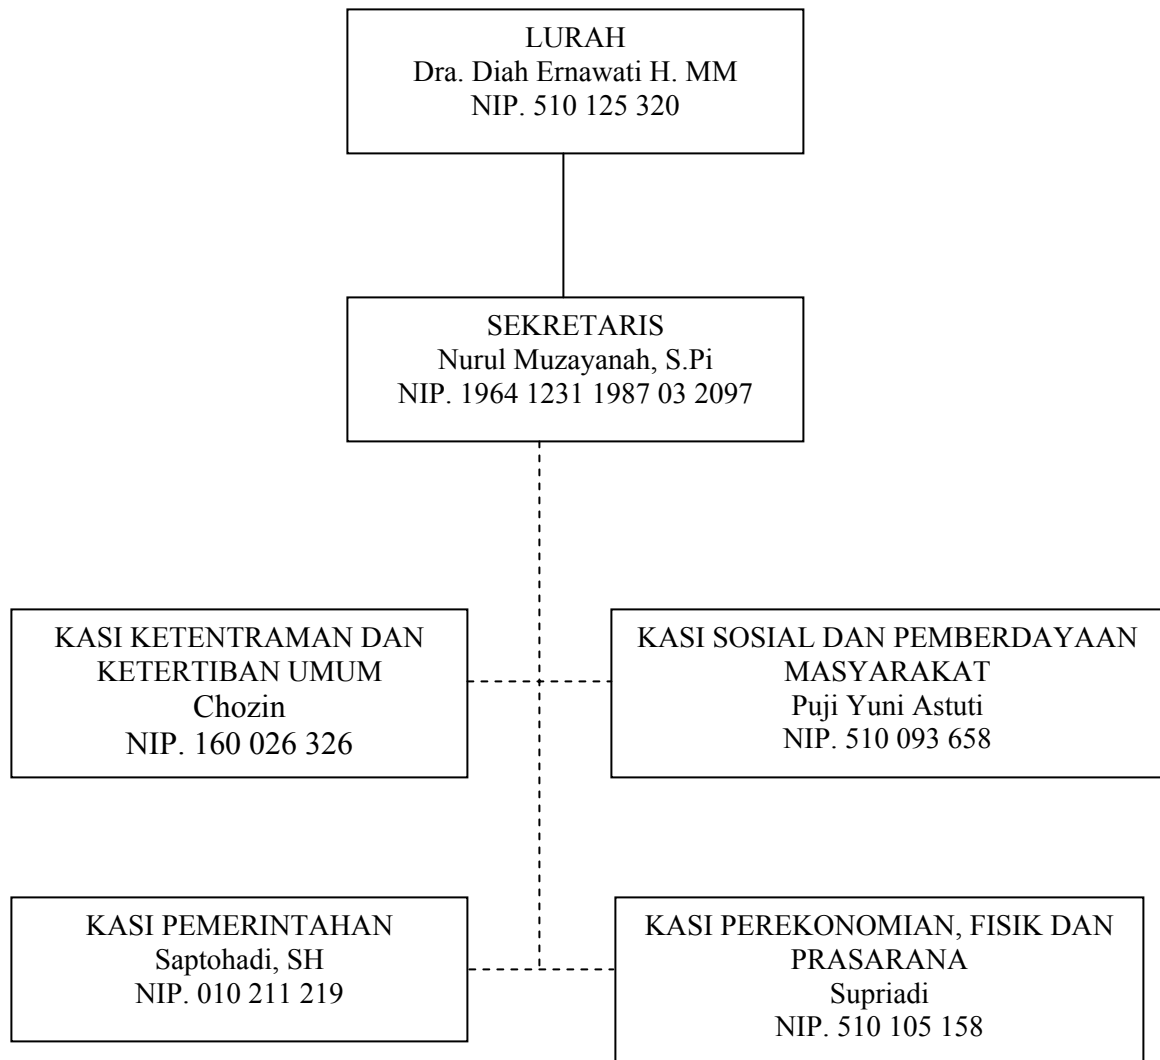 LURAH
Dra. Diah Ernawati H. MM
NIP. 510 125 320
SEKRETARIS
Nurul Muzayanah, S.Pi
NIP. 1964 1231 1987 03 2097
KASI KETENTRAMAN DAN
KETERTIBAN UMUM
Chozin
NIP. 160 026 326
KASI SOSIAL DAN PEMBERDAYAAN
MASYARAKAT
Puji Yuni Astuti
NIP. 510 093 658
KASI PEMERINTAHAN
Saptohadi, SH
NIP. 010 211 219
KASI PEREKONOMIAN, FISIK DAN
PRASARANA
Supriadi
NIP. 510 105 158